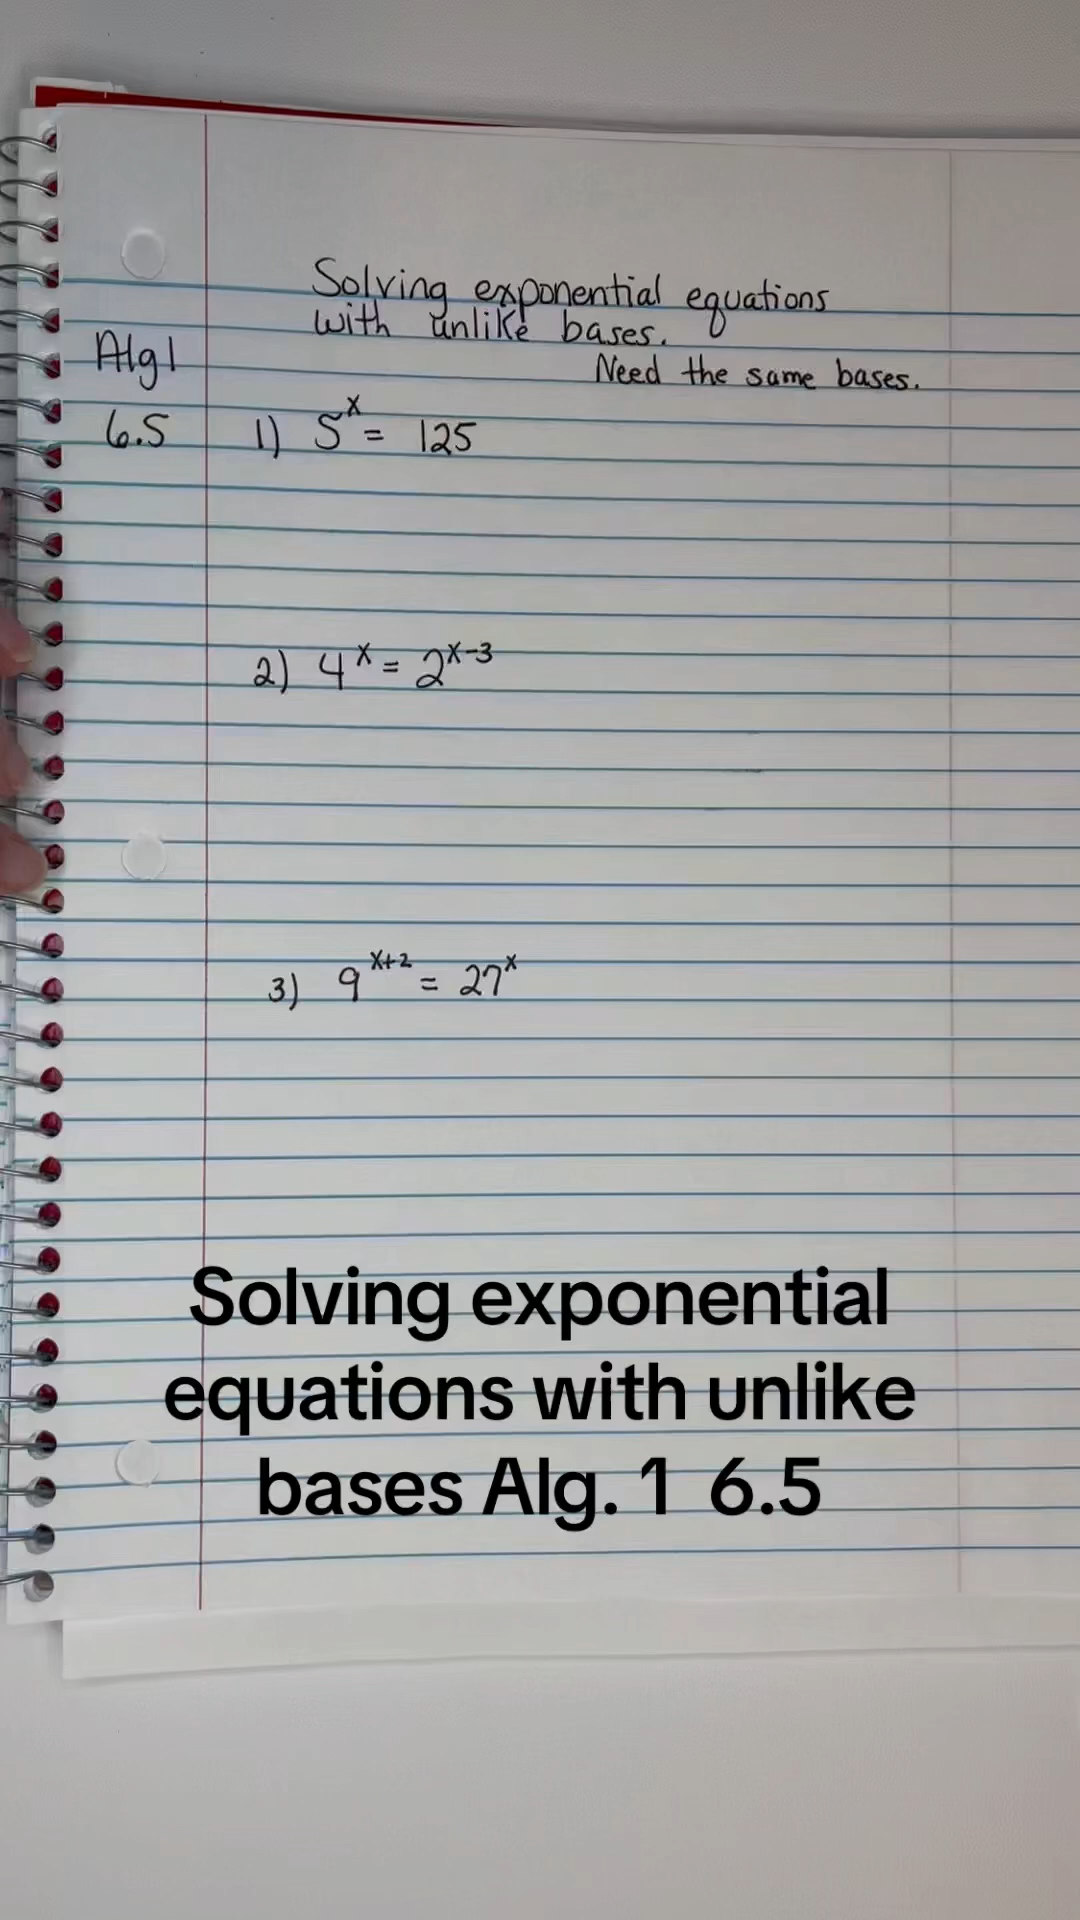 Solving exponential equations
with unlike bases.
Need the same bases.
Alg 1
6.5
1) 5^x = 125
2) 4^x = 2^x-3
3) 9^x+2 = 27^x
Solving exponential
equations with unlike
bases Alg. 1 6.5